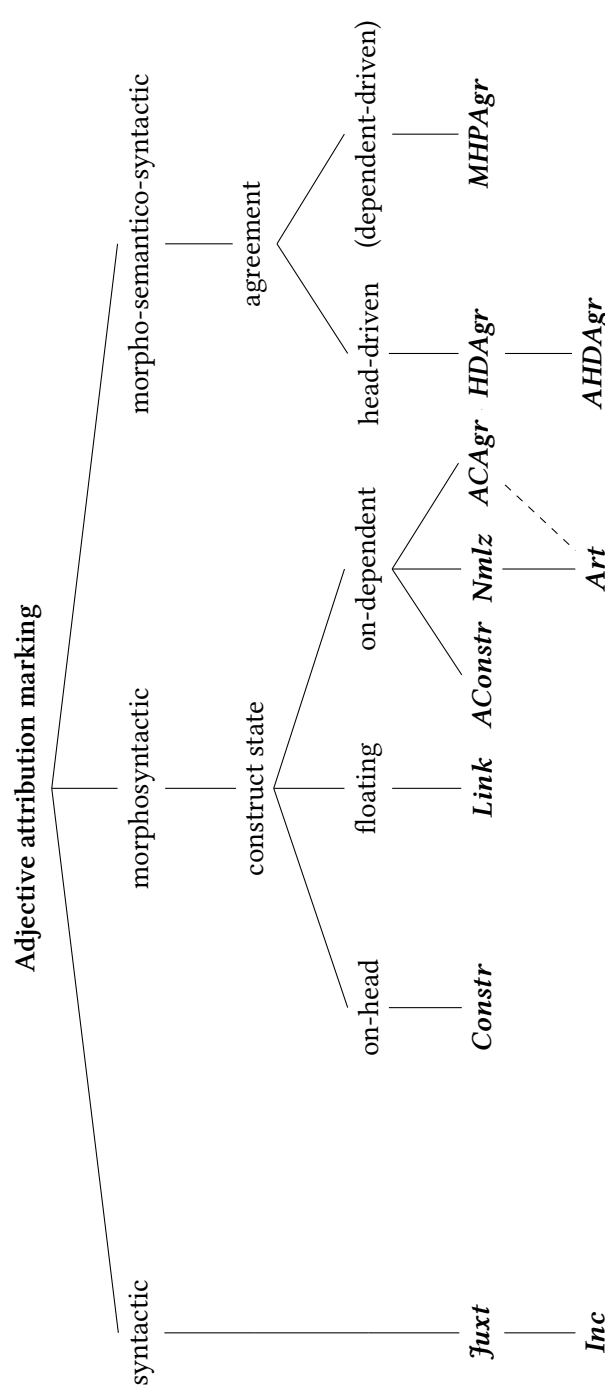 Adjective attribution marking
syntactic
morphosyntactic
morpho-semantico-syntactic
construct state
agreement
on-head
floating
on-dependent
head-driven
(dependent-driven)
Juxt
Constr
Link
AConstr
Nmlz
ACAgr
HDAgr
MHPAgr
Inc
Art
AHDAgr